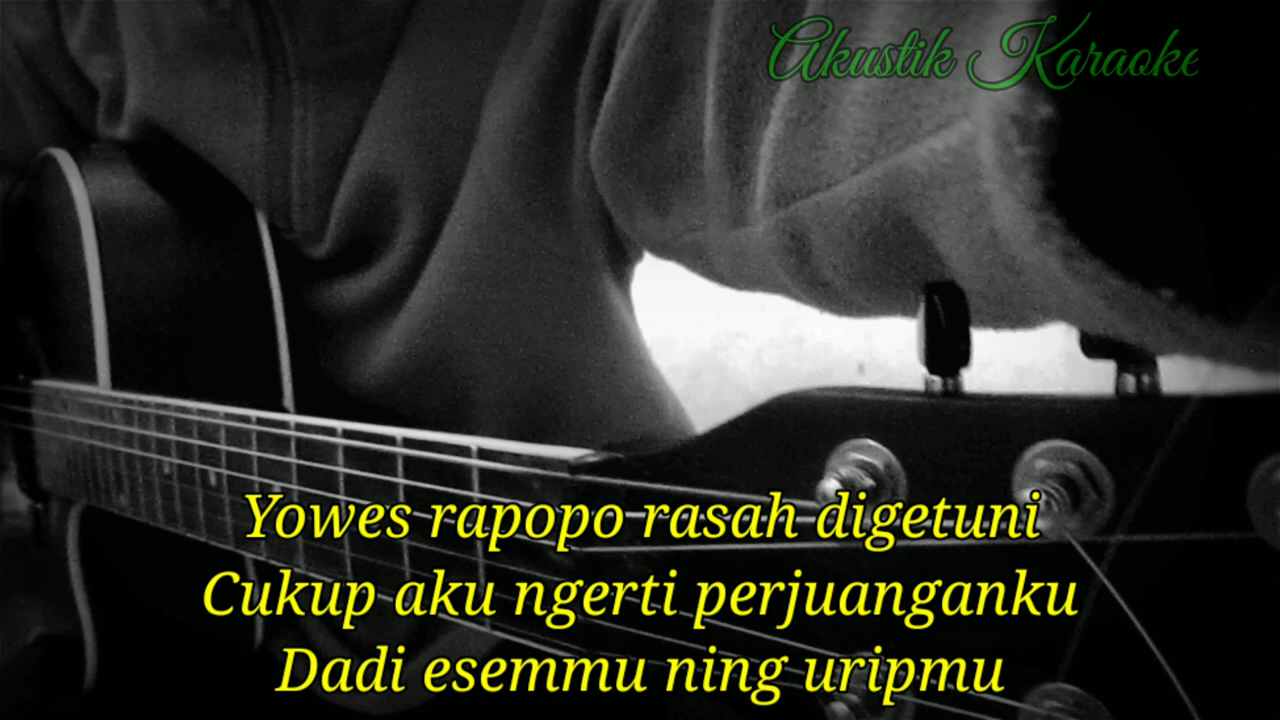 Akustik Karaoke
Yowes rapopo rasah digetuni
Cukup aku ngerti perjuanganku
Dadi esemmu ning uripmu